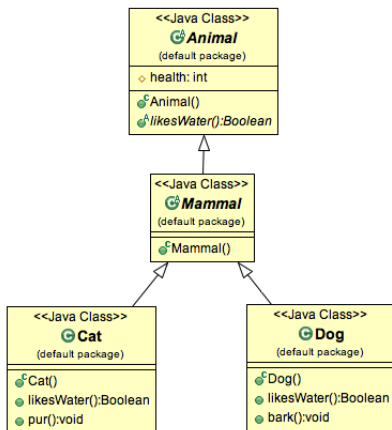 <<Java Class>>
Animal
(default package)
health: int
Animal()
likesWater():Boolean
<<Java Class>>
Mammal
(default package)
Mammal()
<<Java Class>>
Cat
(default package)
Cat()
likesWater():Boolean
pur():void
<<Java Class>>
Dog
(default package)
Dog()
likesWater():Boolean
bark():void